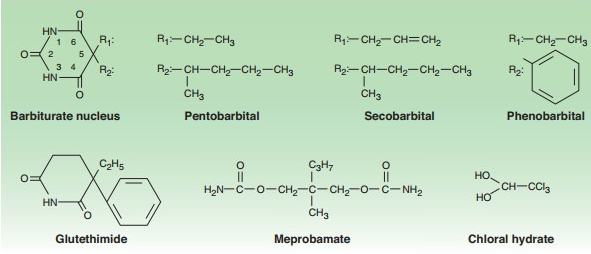 O
HN
1 6
R₁:
O
2 5
3 4
R₂:
HN
O
Barbiturate nucleus
R₁:—CH₂—CH₃
R₂:—CH—CH₂—CH₂—CH₃
CH₃
Pentobarbital
R₁:—CH₂—CH=CH₂
R₂:—CH—CH₂—CH₂—CH₃
CH₃
Secobarbital
R₁:—CH₂—CH₃
R₂:
Phenobarbital
C₂H₅
O
HN
O
Glutethimide
O C₃H₇ O
H₂N—C—O—CH₂—C—CH₂—O—C—NH₂
CH₃
Meprobamate
HO
CH—CCl₃
HO
Chloral hydrate